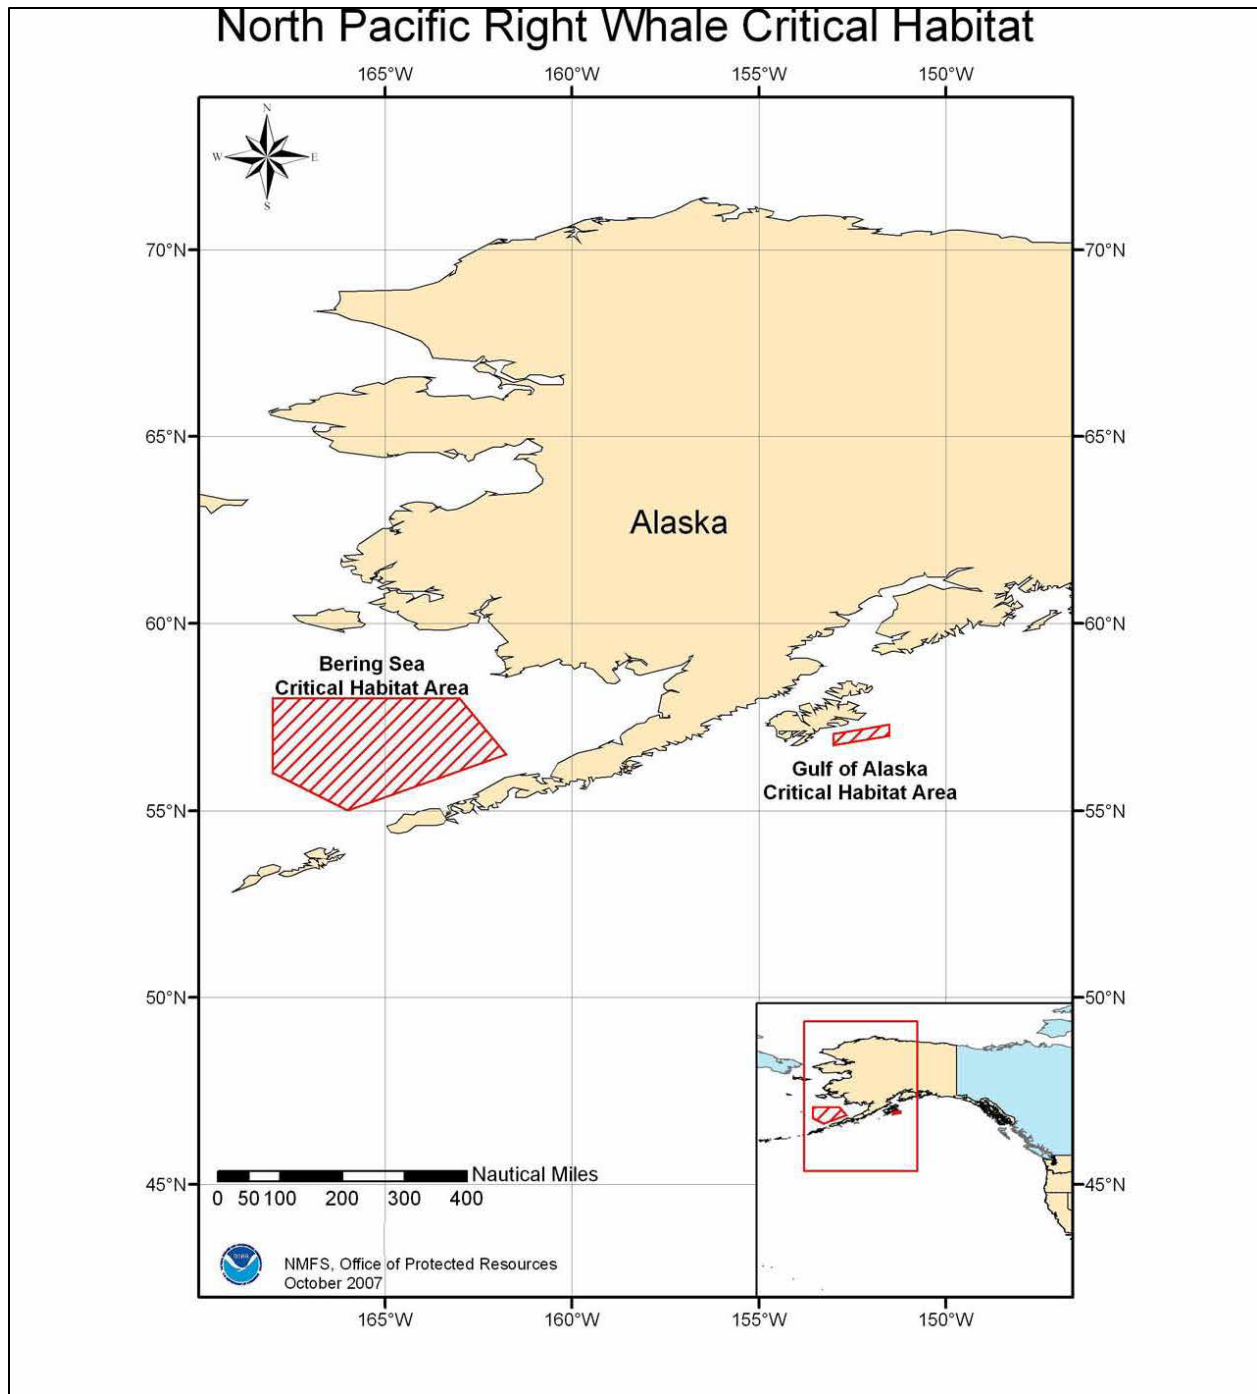 North Pacific Right Whale Critical Habitat
165°W 160°W 155°W 150°W
N
W E
S
70°N 70°N
65°N 65°N
Alaska
60°N 60°N
Bering Sea
Critical Habitat Area
Gulf of Alaska
Critical Habitat Area
55°N 55°N
50°N 50°N
Nautical Miles
45°N 45°N
0 50 100 200 300 400
NMFS, Office of Protected Resources
October 2007
165°W 160°W 155°W 150°W